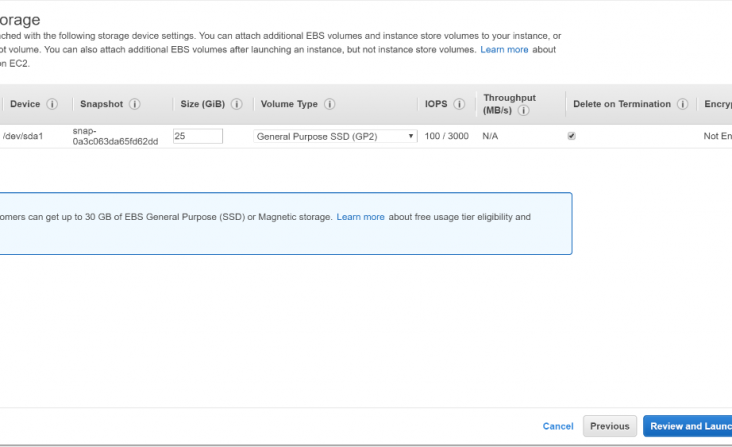 orage
ched with the following storage device settings. You can attach additional EBS volumes and instance store volumes to your instance, or
ot volume. You can also attach additional EBS volumes after launching an instance, but not instance store volumes. Learn more about
on EC2.
Device i Snapshot i Size (GiB) i Volume Type i IOPS i Throughput (MB/s) i Delete on Termination i Encryp
/dev/sda1 snap-0a3c063da65fd62dd 25 General Purpose SSD (GP2) 100 / 3000 N/A Not En
omers can get up to 30 GB of EBS General Purpose (SSD) or Magnetic storage. Learn more about free usage tier eligibility and
Cancel Previous Review and Launc